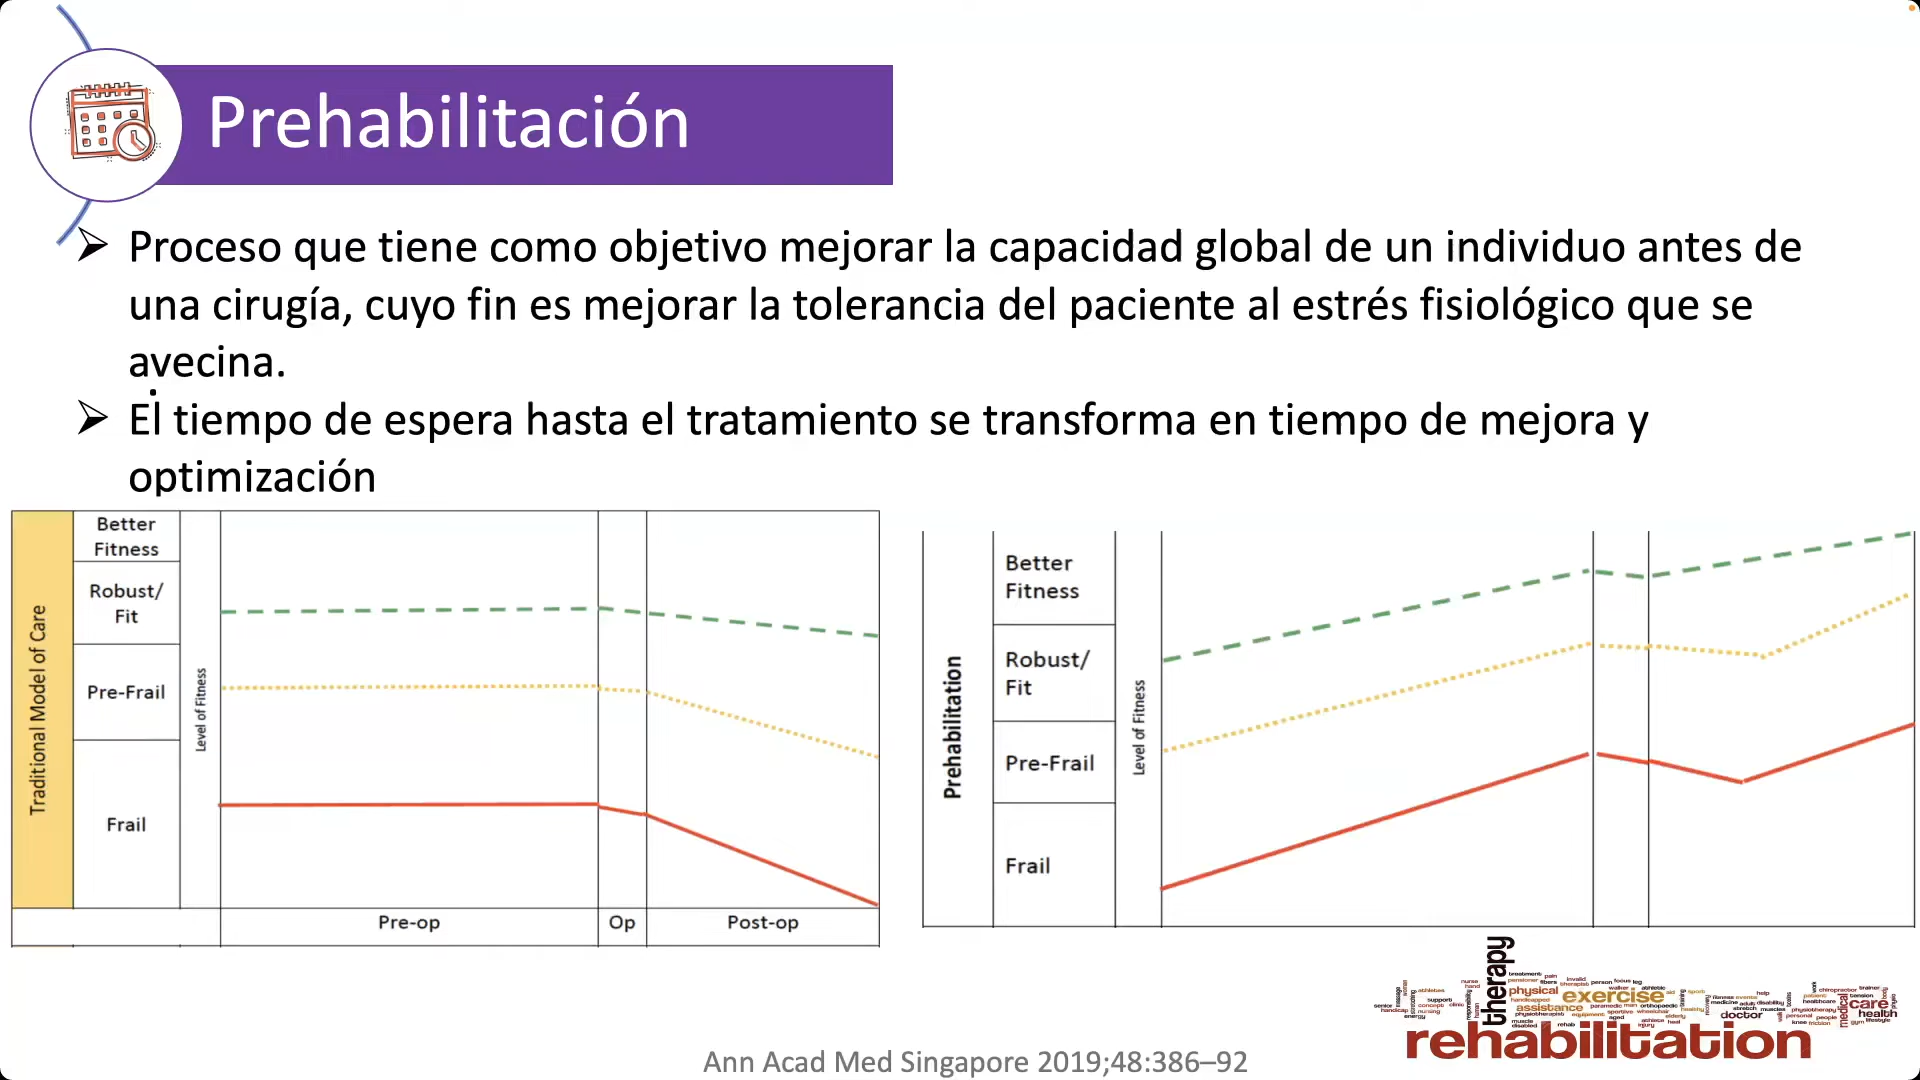 Prehabilitación
➢ Proceso que tiene como objetivo mejorar la capacidad global de un individuo antes de
una cirugía, cuyo fin es mejorar la tolerancia del paciente al estrés fisiológico que se
avecina.
➢ El tiempo de espera hasta el tratamiento se transforma en tiempo de mejora y
optimización
Traditional Model of Care
Better
Fitness
Robust/
Fit
Pre-Frail
Frail
Level of Fitness
Pre-op
Op
Post-op
Prehabilitation
Better
Fitness
Robust/
Fit
Pre-Frail
Frail
Level of Fitness
therapy
physical
exercise
assistance
doctor
medical
care
health
rehabilitation
Ann Acad Med Singapore 2019;48:386–92